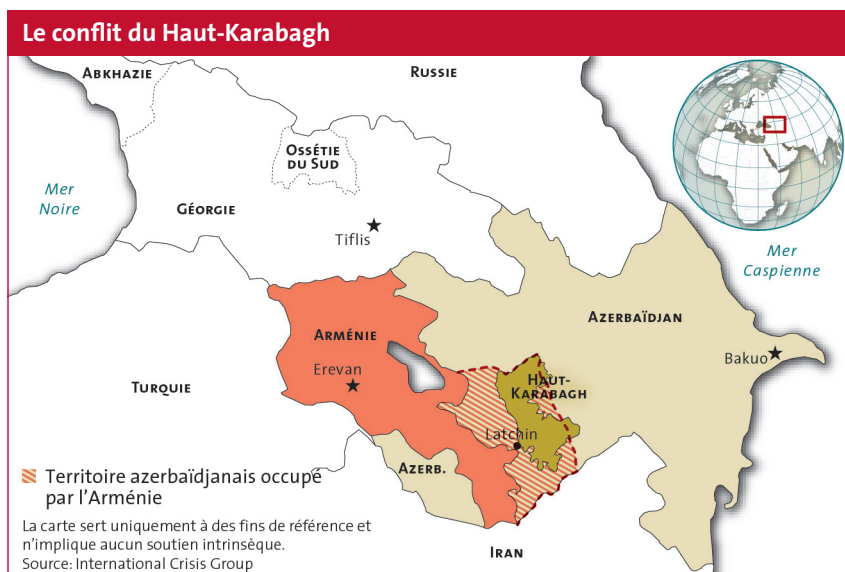 Le conflit du Haut-Karabagh
ABKHAZIE
RUSSIE
OSSÉTIE
DU SUD
Mer
Noire
GÉORGIE
Tiflis
Mer
Caspienne
AZERBAÏDJAN
ARMÉNIE
Erevan
Bakuo
TURQUIE
HAUT-
KARABAGH
Latchin
AZERB.
Territoire azerbaïdjanais occupé
par l'Arménie
La carte sert uniquement à des fins de référence et
n'implique aucun soutien intrinsèque.
Source: International Crisis Group
IRAN